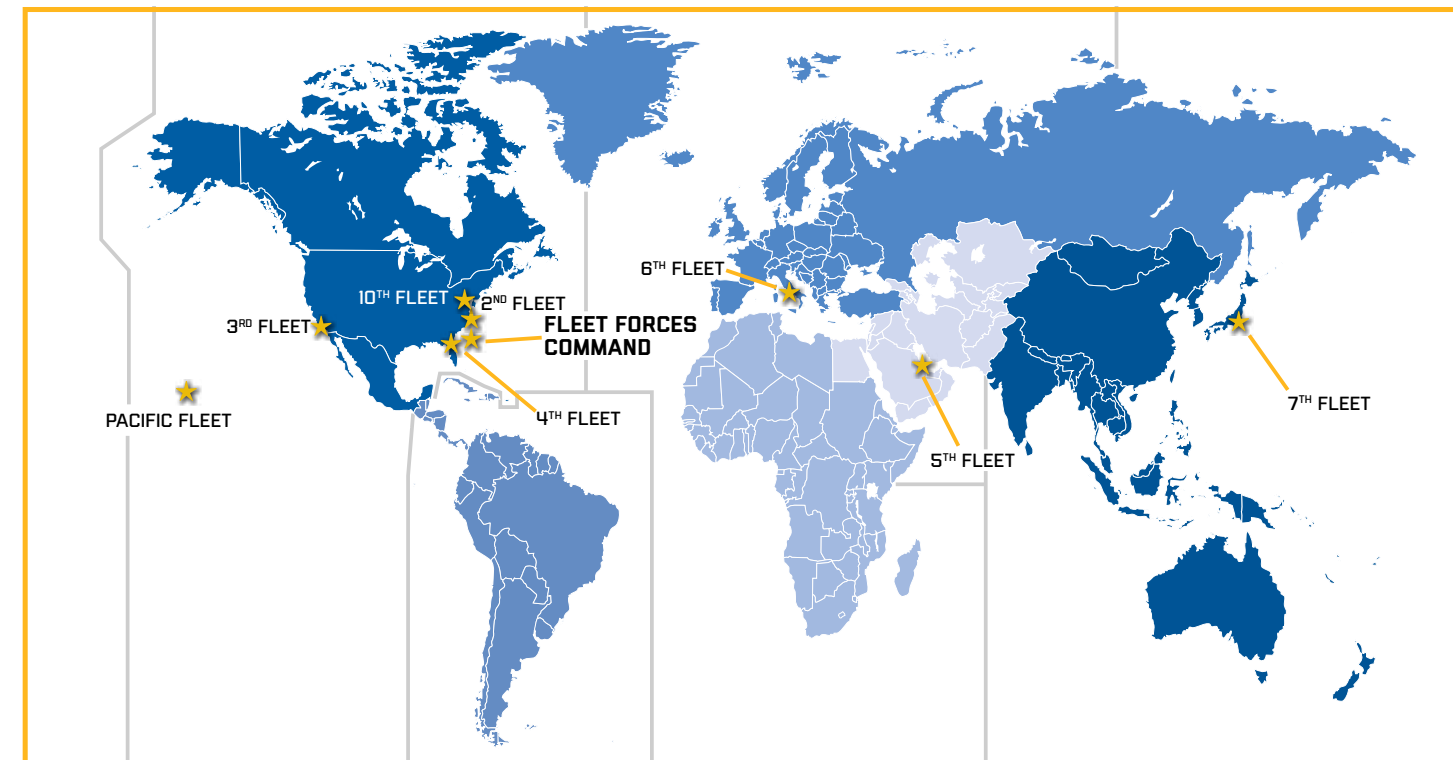 6TH FLEET
10TH FLEET
2ND FLEET
3RD FLEET
FLEET FORCES
COMMAND
PACIFIC FLEET
4TH FLEET
7TH FLEET
5TH FLEET